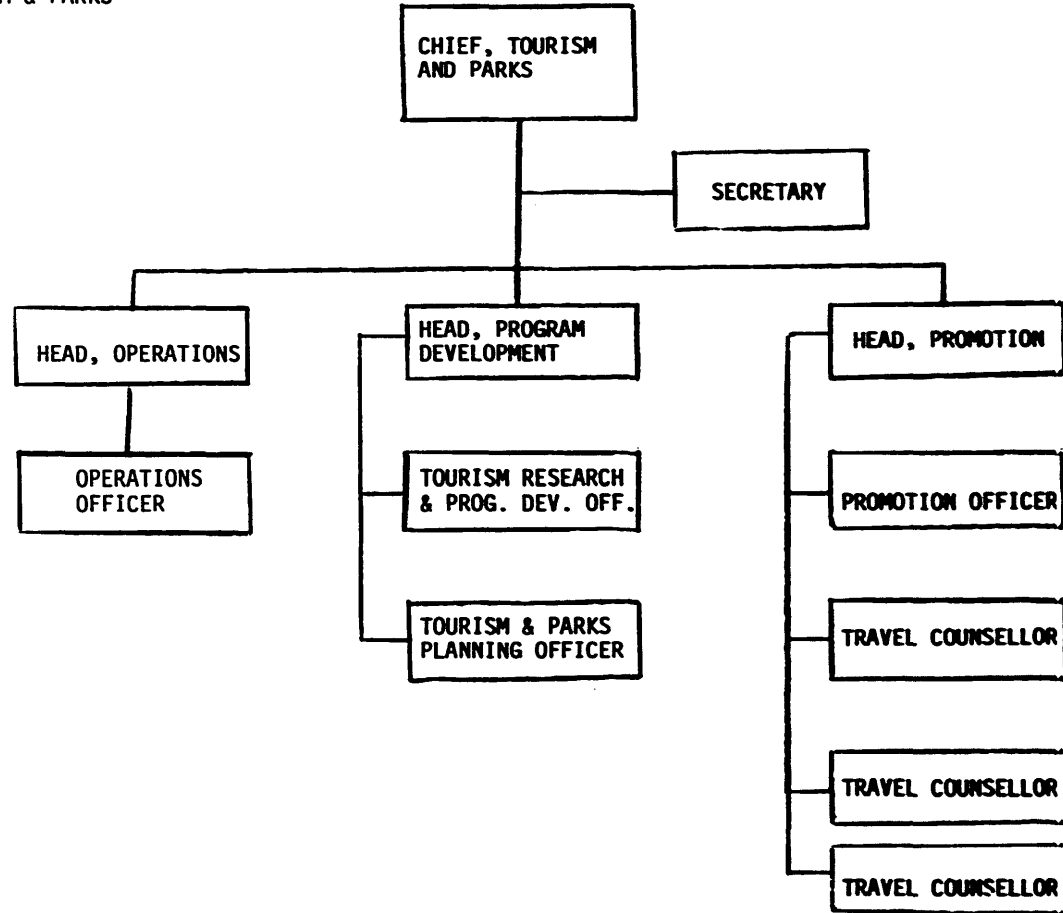 & PARKS
CHIEF, TOURISM
AND PARKS
SECRETARY
HEAD, OPERATIONS
HEAD, PROGRAM
DEVELOPMENT
HEAD, PROMOTION
OPERATIONS
OFFICER
TOURISM RESEARCH
& PROG. DEV. OFF.
PROMOTION OFFICER
TOURISM & PARKS
PLANNING OFFICER
TRAVEL COUNSELLOR
TRAVEL COUNSELLOR
TRAVEL COUNSELLOR